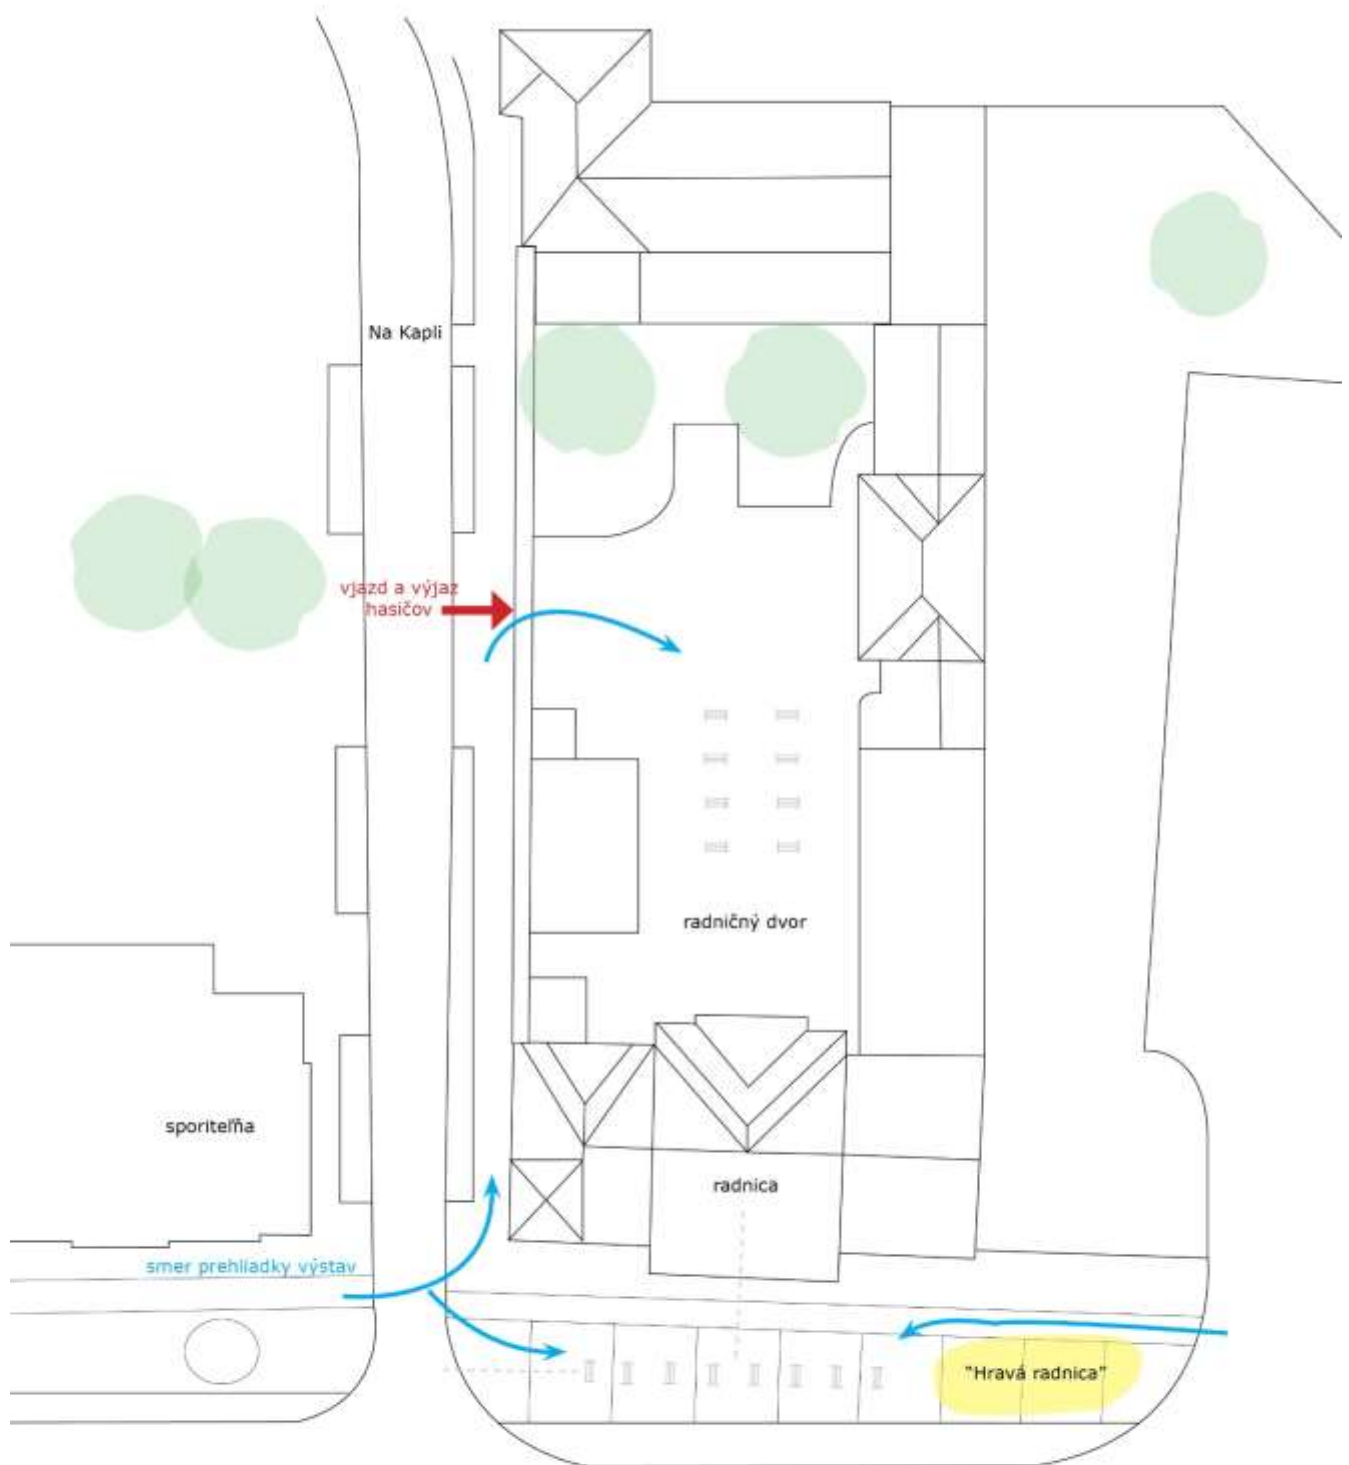 Na Kapli
vjazd a výjaz
hasičov
radničný dvor
sporiteľňa
radnica
smer prehliadky výstav
"Hravá radnica"